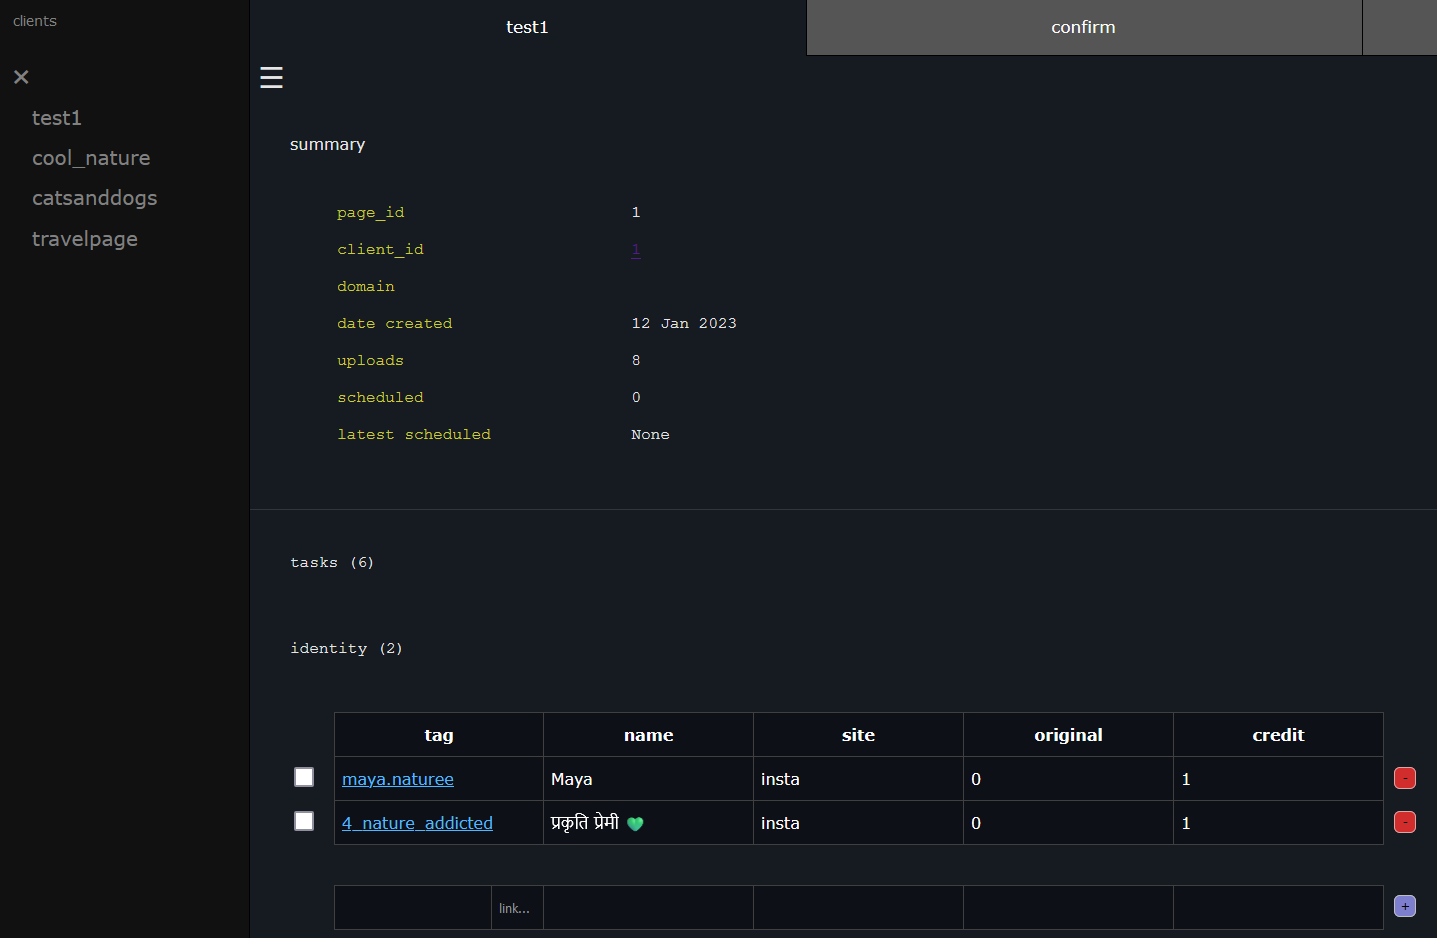 clients
test1 confirm
✕
☰
test1
cool_nature
catsanddogs
travelpage
summary
page_id 1
client_id 1
domain
date created 12 Jan 2023
uploads 8
scheduled 0
latest scheduled None
tasks (6)
identity (2)
tag name site original credit
maya.naturee Maya insta 0 1 -
4_nature_addicted प्रकृति प्रेमी 💚 insta 0 1 -
link... +